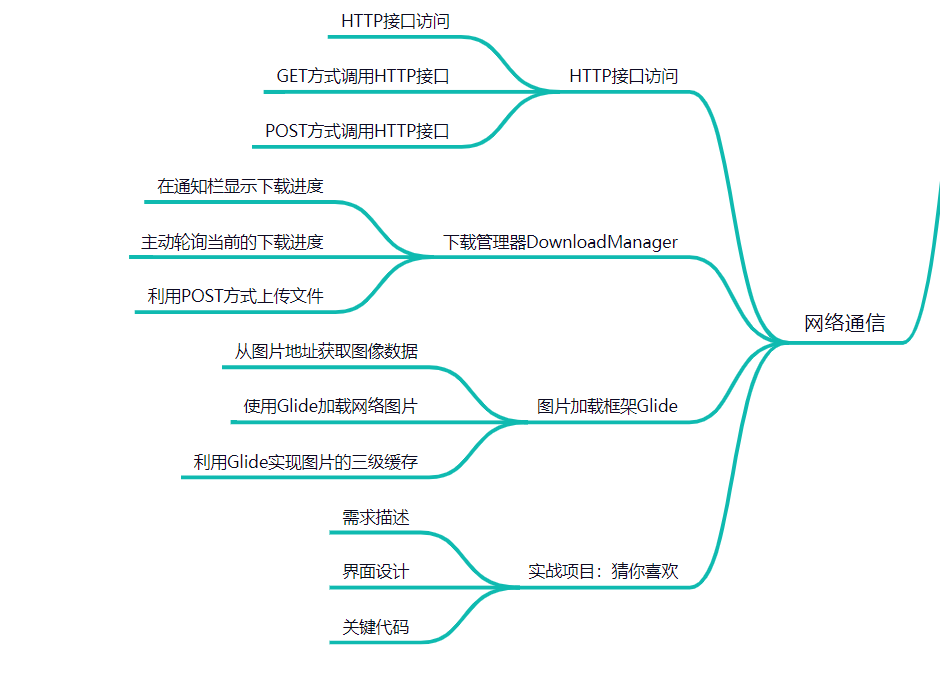 HTTP接口访问
GET方式调用HTTP接口
HTTP接口访问
POST方式调用HTTP接口
在通知栏显示下载进度
主动轮询当前的下载进度
下载管理器DownloadManager
利用POST方式上传文件
网络通信
从图片地址获取图像数据
使用Glide加载网络图片
图片加载框架Glide
利用Glide实现图片的三级缓存
需求描述
界面设计
实战项目：猜你喜欢
关键代码